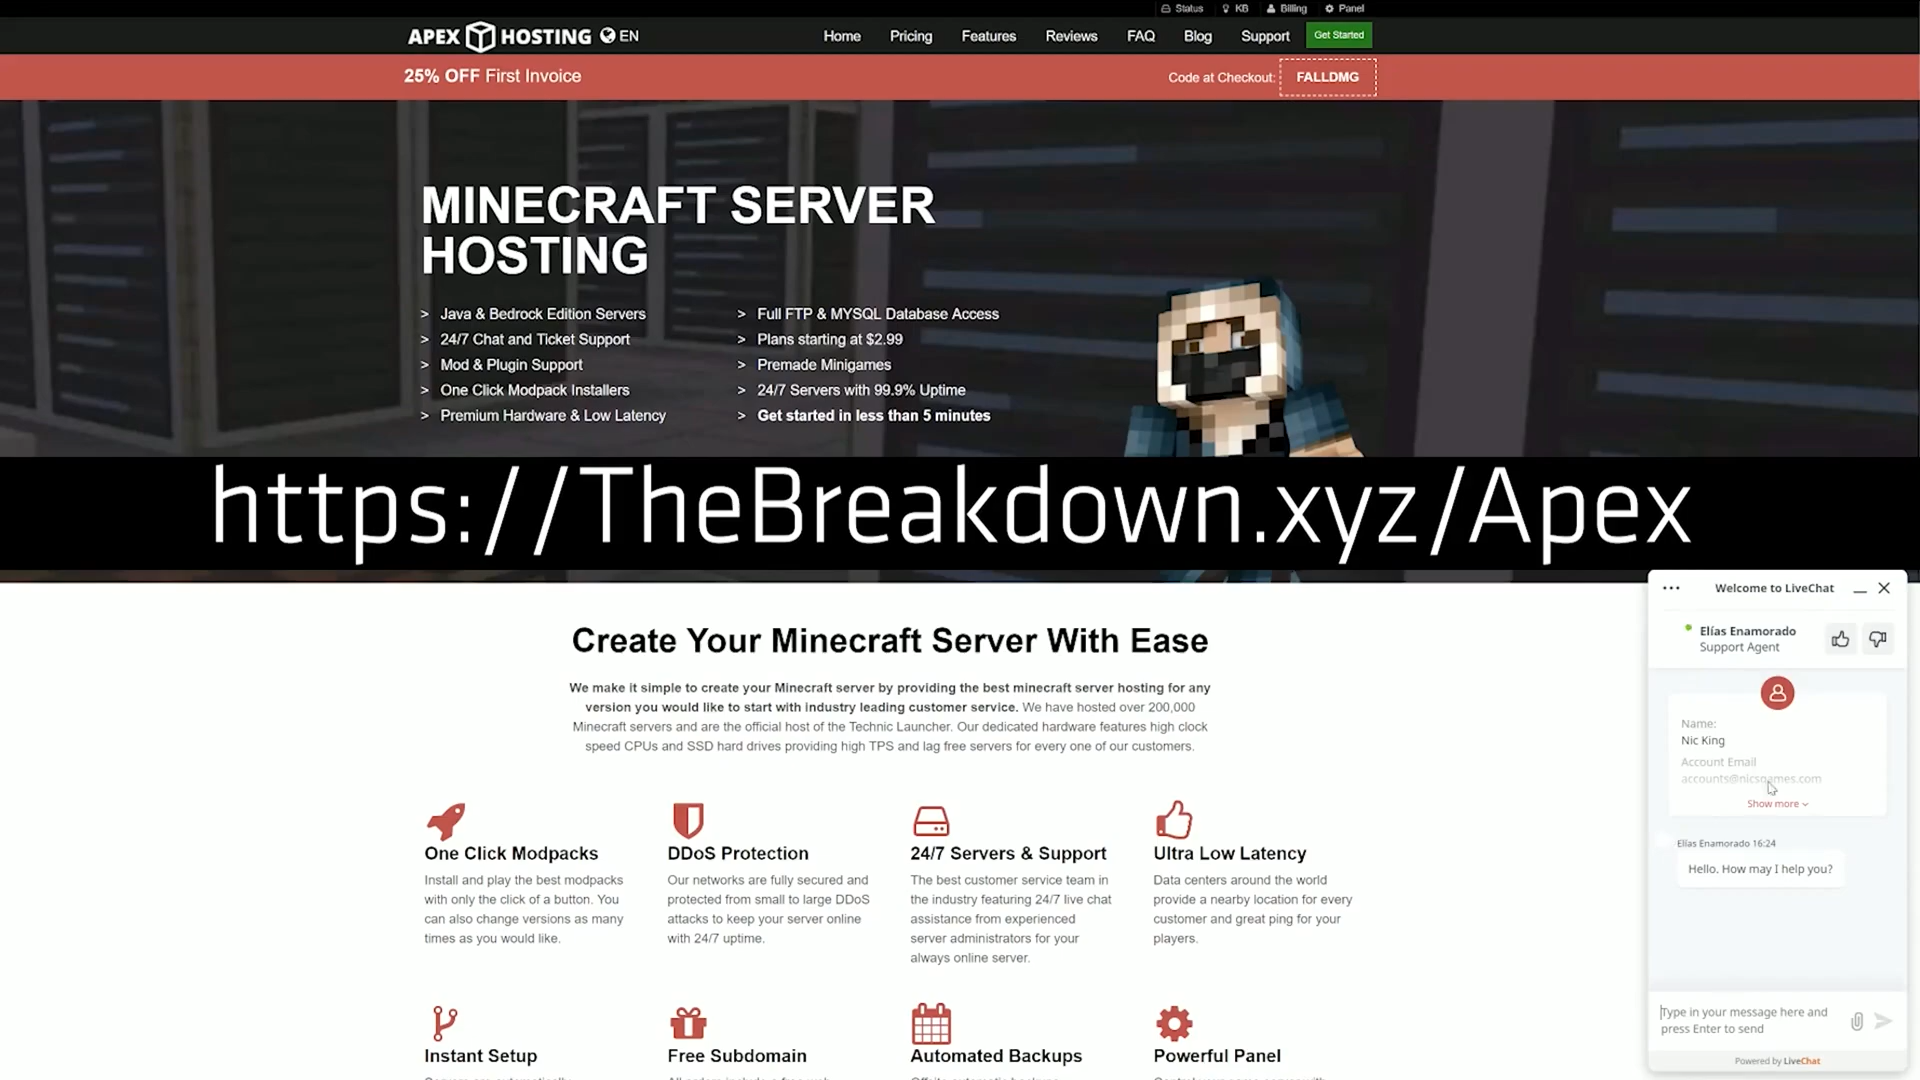 Status KB Billing Panel
APEX HOSTING EN
Home Pricing Features Reviews FAQ Blog Support Get Started
25% OFF First Invoice
Code at Checkout: FALLDMG
MINECRAFT SERVER
HOSTING
> Java & Bedrock Edition Servers
> 24/7 Chat and Ticket Support
> Mod & Plugin Support
> One Click Modpack Installers
> Premium Hardware & Low Latency
> Full FTP & MYSQL Database Access
> Plans starting at $2.99
> Premade Minigames
> 24/7 Servers with 99.9% Uptime
> Get started in less than 5 minutes
https://TheBreakdown.xyz/Apex
Create Your Minecraft Server With Ease
We make it simple to create your Minecraft server by providing the best minecraft server hosting for any
version you would like to start with industry leading customer service. We have hosted over 200,000
Minecraft servers and are the official host of the Technic Launcher. Our dedicated hardware features high clock
speed CPUs and SSD hard drives providing high TPS and lag free servers for every one of our customers.
One Click Modpacks
Install and play the best modpacks
with only the click of a button. You
can also change versions as many
times as you would like.
DDoS Protection
Our networks are fully secured and
protected from small to large DDoS
attacks to keep your server online
with 24/7 uptime.
24/7 Servers & Support
The best customer service team in
the industry featuring 24/7 live chat
assistance from experienced
server administrators for your
always online server.
Ultra Low Latency
Data centers around the world
provide a nearby location for every
customer and great ping for your
players.
Instant Setup
Free Subdomain
Automated Backups
Powerful Panel
Welcome to LiveChat
Elías Enamorado
Support Agent
Name:
Nic King
Account Email
accounts@nicsgames.com
Show more
Elías Enamorado 16:24
Hello. How may I help you?
Type in your message here and
press Enter to send
Powered by LiveChat